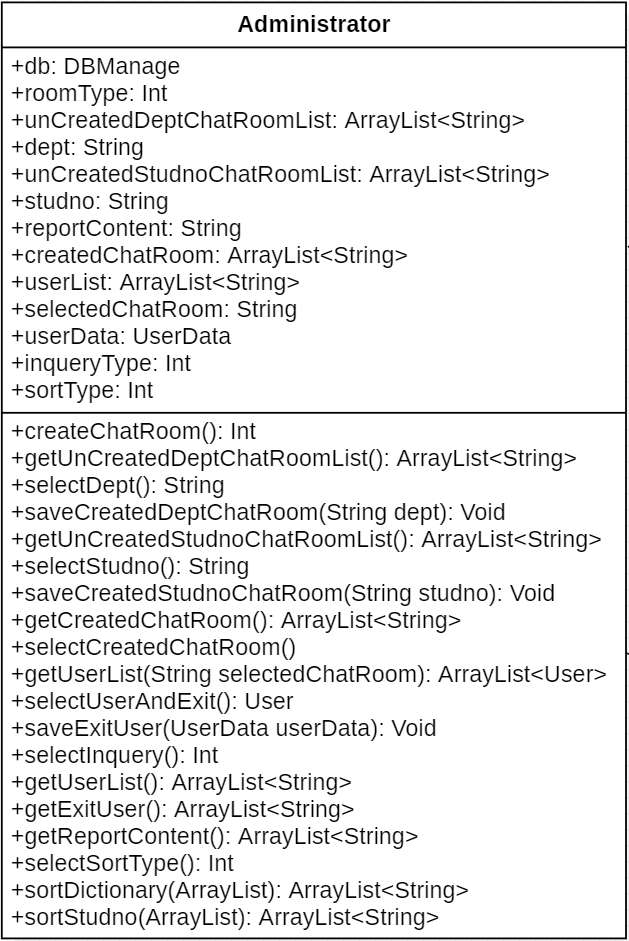 Administrator
+db: DBManage
+roomType: Int
+unCreatedDeptChatRoomList: ArrayList<String>
+dept: String
+unCreatedStudnoChatRoomList: ArrayList<String>
+studno: String
+reportContent: String
+createdChatRoom: ArrayList<String>
+userList: ArrayList<String>
+selectedChatRoom: String
+userData: UserData
+inqueryType: Int
+sortType: Int
+createChatRoom(): Int
+getUnCreatedDeptChatRoomList(): ArrayList<String>
+selectDept(): String
+saveCreatedDeptChatRoom(String dept): Void
+getUnCreatedStudnoChatRoomList(): ArrayList<String>
+selectStudno(): String
+saveCreatedStudnoChatRoom(String studno): Void
+getCreatedChatRoom(): ArrayList<String>
+selectCreatedChatRoom()
+getUserList(String selectedChatRoom): ArrayList<User>
+selectUserAndExit(): User
+saveExitUser(UserData userData): Void
+selectInquery(): Int
+getUserList(): ArrayList<String>
+getExitUser(): ArrayList<String>
+getReportContent(): ArrayList<String>
+selectSortType(): Int
+sortDictionary(ArrayList): ArrayList<String>
+sortStudno(ArrayList): ArrayList<String>